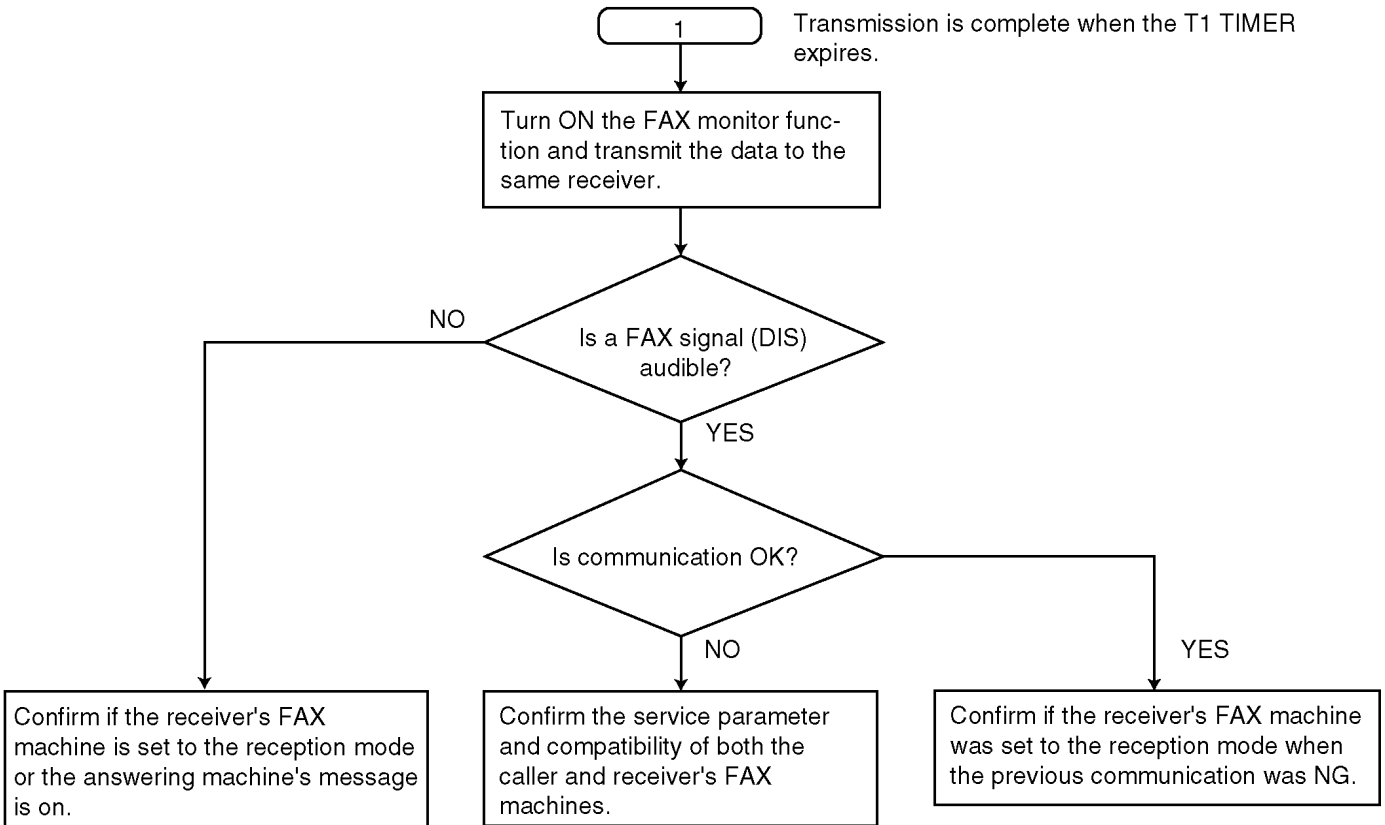 1
Transmission is complete when the T1 TIMER
expires.
Turn ON the FAX monitor func-
tion and transmit the data to the
same receiver.
NO
Is a FAX signal (DIS)
audible?
YES
Is communication OK?
NO
YES
Confirm if the receiver's FAX
machine is set to the reception mode
or the answering machine's message
is on.
Confirm the service parameter
and compatibility of both the
caller and receiver's FAX
machines.
Confirm if the receiver's FAX machine
was set to the reception mode when
the previous communication was NG.